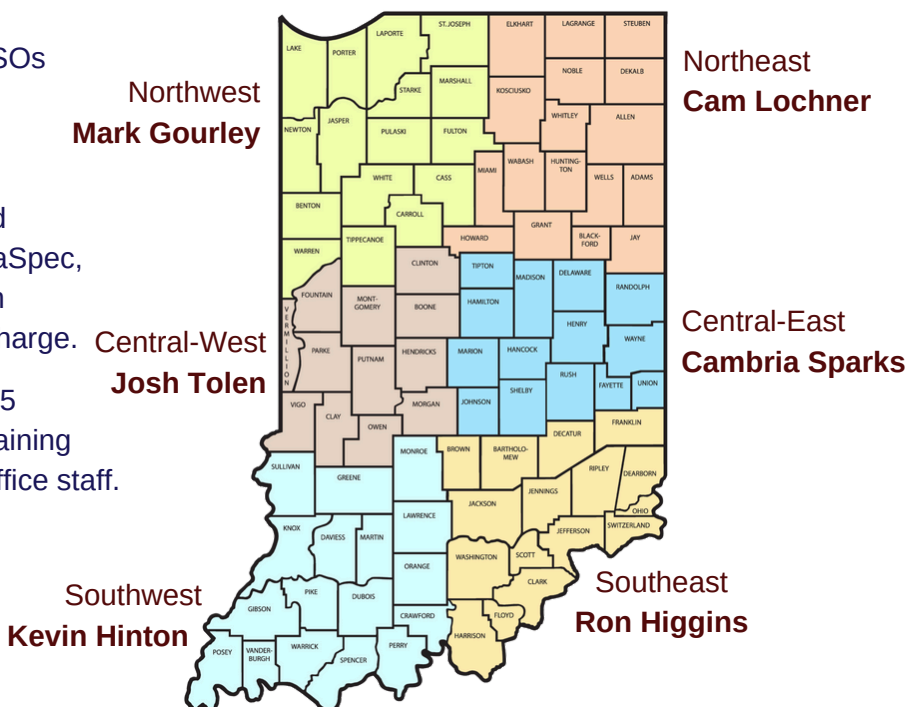 SOs
d
aSpec,
n
harge.
5
aining
ffice staff.
Northwest
Mark Gourley
Northeast
Cam Lochner
Central-West
Josh Tolen
Central-East
Cambria Sparks
Southwest
Kevin Hinton
Southeast
Ron Higgins
LAKE
PORTER
LAPORTE
ST.JOSEPH
ELKHART
LAGRANGE
STEUBEN
STARKE
MARSHALL
KOSCIUSKO
NOBLE
DEKALB
NEWTON
JASPER
PULASKI
FULTON
WHITLEY
ALLEN
WHITE
CASS
MIAMI
WABASH
HUNTING-
TON
WELLS
ADAMS
BENTON
CARROLL
WARREN
TIPPECANOE
HOWARD
GRANT
BLACK-
FORD
JAY
FOUNTAIN
CLINTON
TIPTON
MADISON
DELAWARE
RANDOLPH
MONT-
GOMERY
BOONE
HAMILTON
HENRY
WAYNE
VERMILLION
PARKE
PUTNAM
HENDRICKS
MARION
HANCOCK
RUSH
FAYETTE
UNION
VIGO
CLAY
OWEN
MORGAN
JOHNSON
SHELBY
FRANKLIN
SULLIVAN
GREENE
MONROE
BROWN
BARTHOLO-
MEW
DECATUR
RIPLEY
DEARBORN
JACKSON
JENNINGS
OHIO
KNOX
DAVIESS
MARTIN
LAWRENCE
JEFFERSON
SWITZERLAND
ORANGE
WASHINGTON
SCOTT
CLARK
GIBSON
PIKE
DUBOIS
CRAWFORD
FLOYD
HARRISON
POSEY
VANDER-
BURGH
WARRICK
SPENCER
PERRY